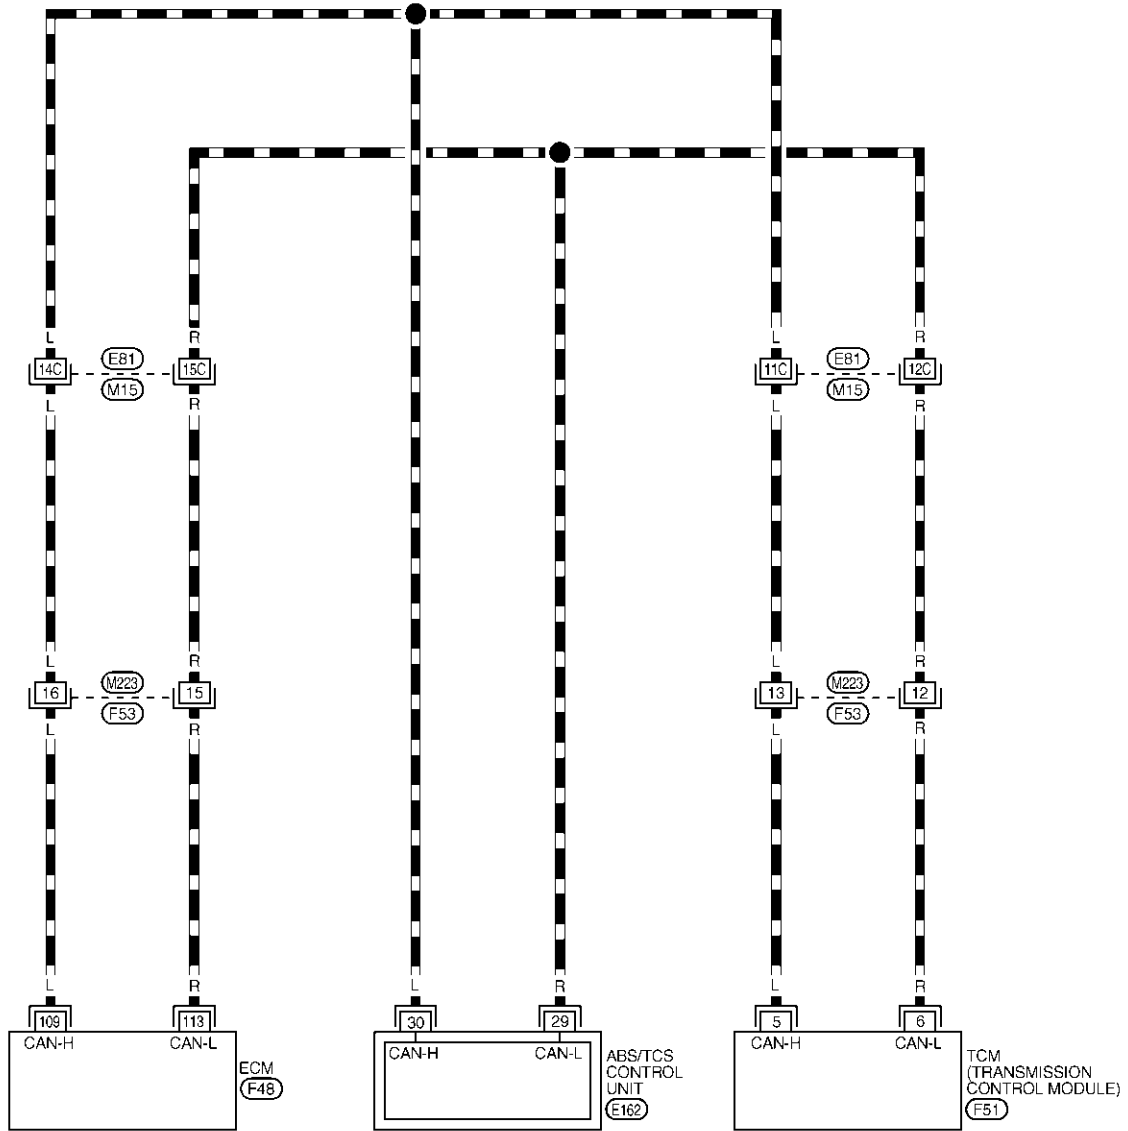 L R L R
14C E81 15C 11C E81 12C
M15 M15
L R L R
L R L R
16 M223 15 13 M223 12
F53 F53
L R L R
L R L R L R
109 113 30 29 5 6
CAN-H CAN-L CAN-H CAN-L CAN-H CAN-L
ECM
F48
ABS/TCS
CONTROL
UNIT
E162
TCM
(TRANSMISSION
CONTROL MODULE)
F51